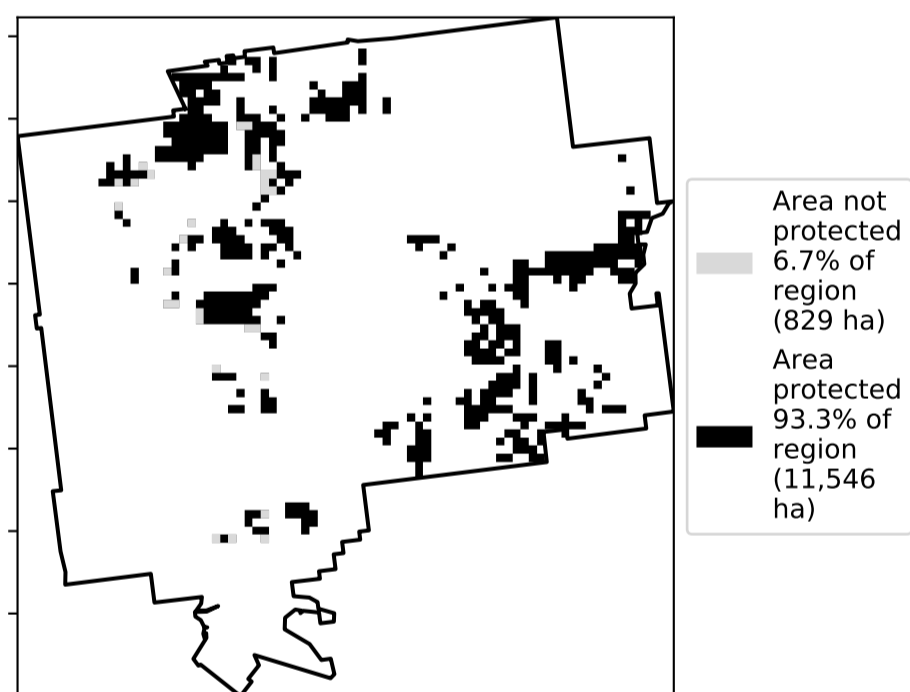 Area not
protected
6.7% of
region
(829 ha)
Area
protected
93.3% of
region
(11,546
ha)